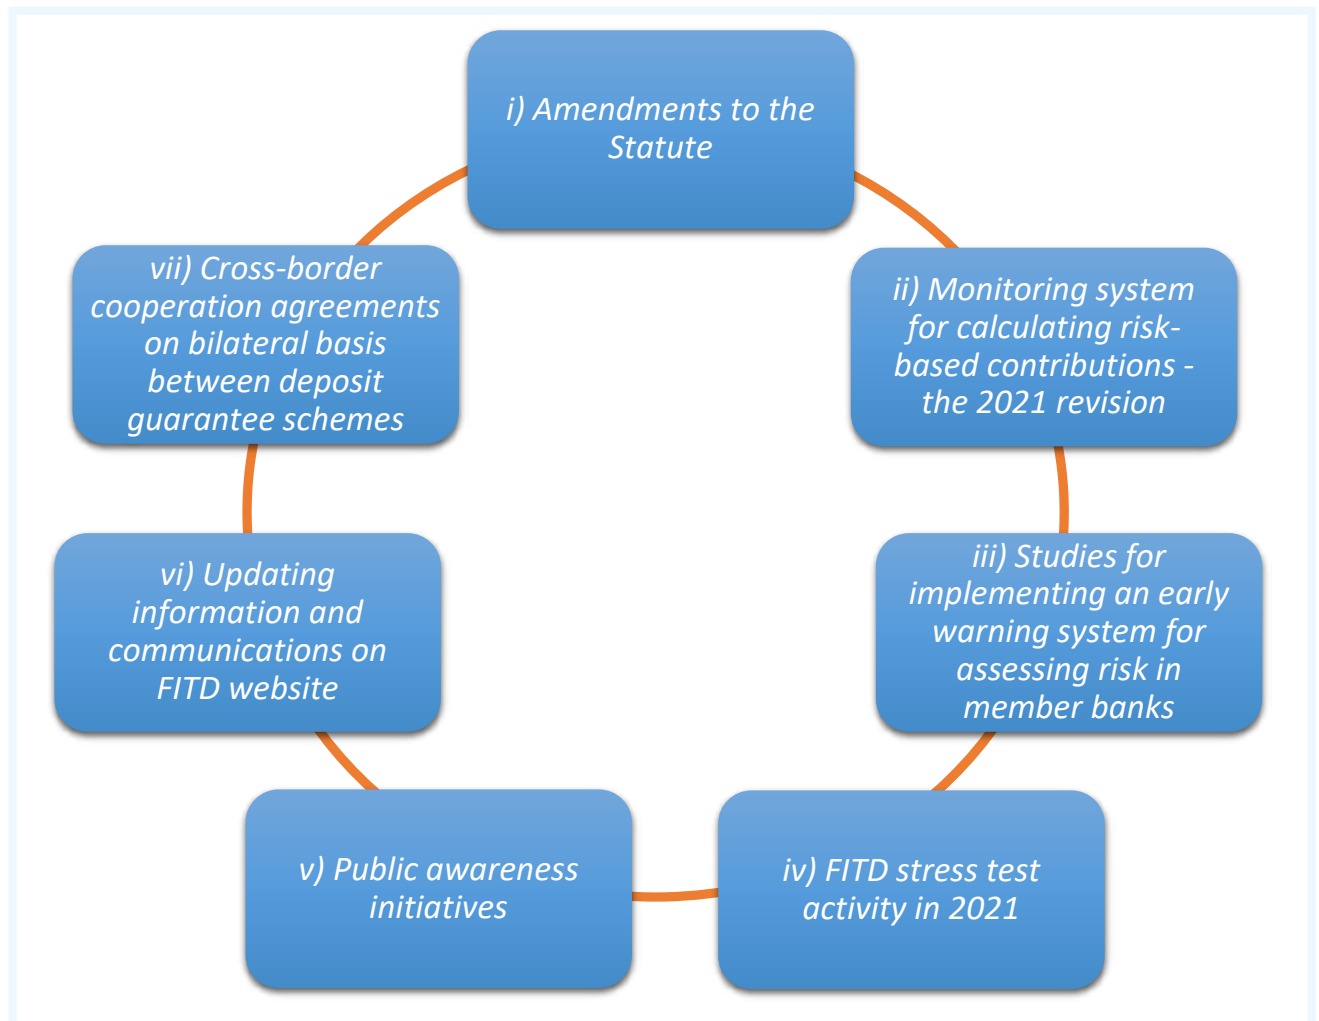 i) Amendments to the
Statute
ii) Monitoring system
for calculating risk-
based contributions -
the 2021 revision
iii) Studies for
implementing an early
warning system for
assessing risk in
member banks
iv) FITD stress test
activity in 2021
v) Public awareness
initiatives
vi) Updating
information and
communications on
FITD website
vii) Cross-border
cooperation agreements
on bilateral basis
between deposit
guarantee schemes